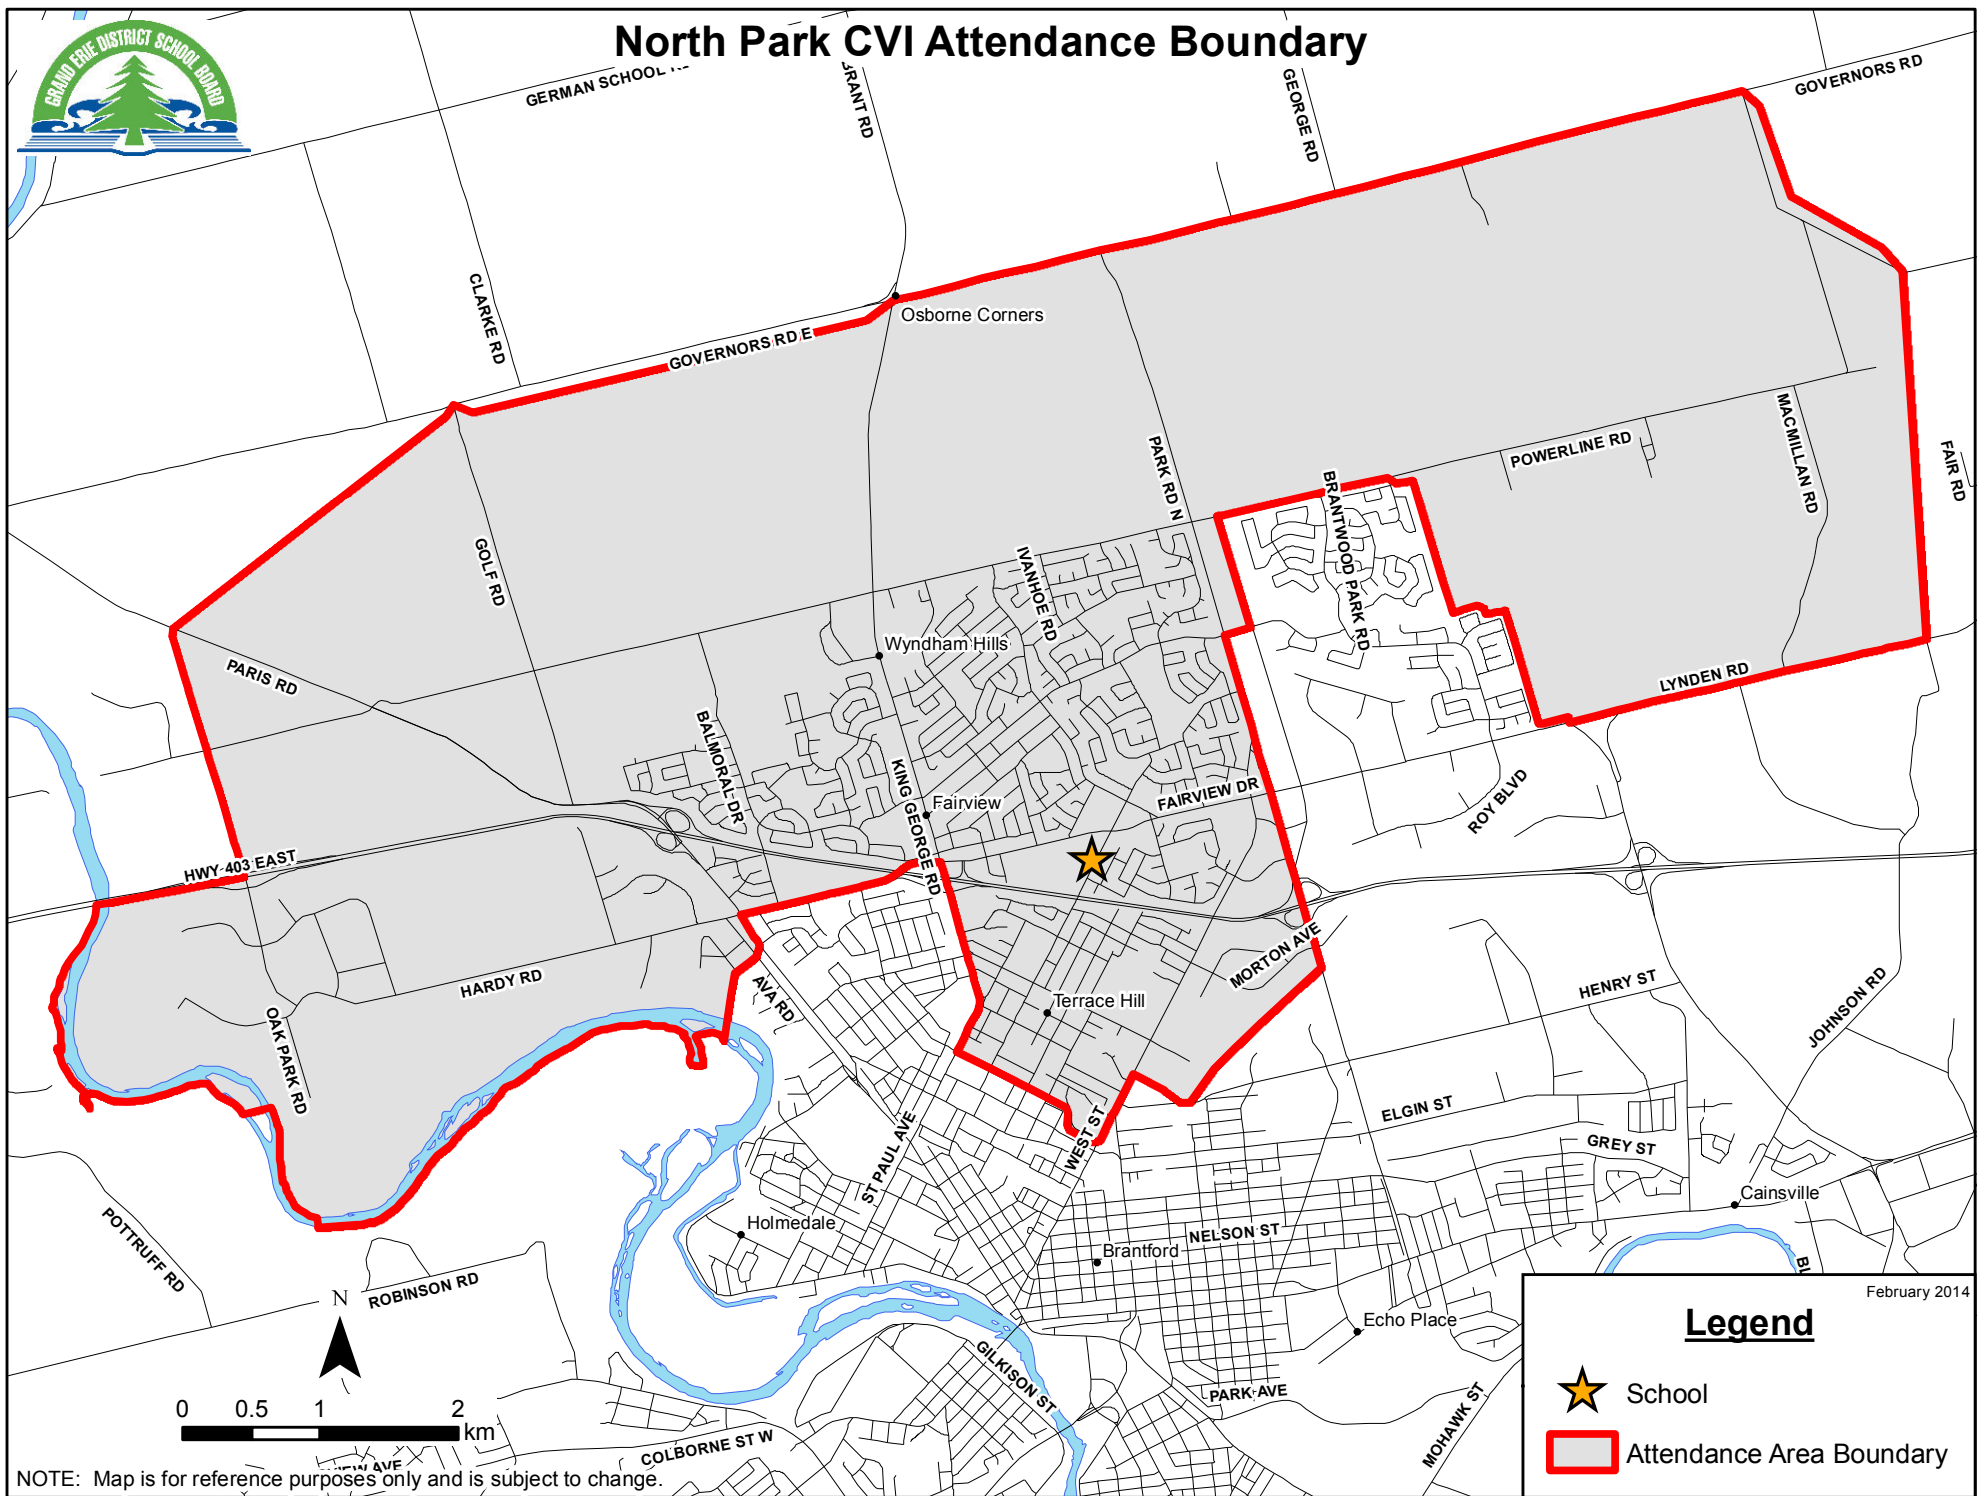 North Park CVI Attendance Boundary
GRAND ERIE DISTRICT SCHOOL BOARD
GERMAN SCHOOL
BRANT RD
GEORGE RD
GOVERNORS RD
CLARKE RD
Osborne Corners
GOVERNORS RD E
PARK RD N
POWERLINE RD
MACMILLAN RD
FAIR RD
BRANTWOOD PARK RD
GOLF RD
IVANHOE RD
Wyndham Hills
PARIS RD
LYNDEN RD
BALMORAL DR
KING GEORGE RD
Fairview
FAIRVIEW DR
ROY BLVD
HWY 403 EAST
HARDY RD
AVA RD
MORTON AVE
HENRY ST
JOHNSON RD
OAK PARK RD
Terrace Hill
ELGIN ST
GREY ST
ST PAUL AVE
WEST ST
POTTRUFF RD
Holmedale
Cainsville
NELSON ST
Brantford
ROBINSON RD
N
Echo Place
GILKISON ST
PARK AVE
MOHAWK ST
COLBORNE ST W
0 0.5 1 2
km
NOTE: Map is for reference purposes only and is subject to change.
February 2014
Legend
School
Attendance Area Boundary